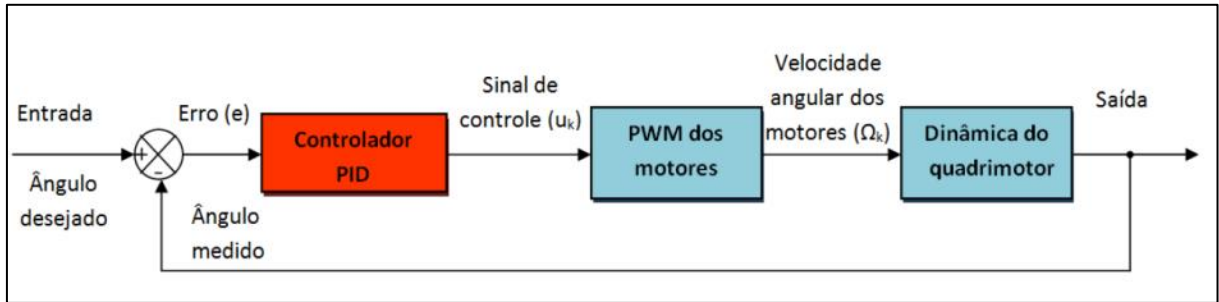 Entrada
Ângulo
desejado
+
-
Erro (e)
Ângulo
medido
Controlador
PID
Sinal de
controle (uₖ)
PWM dos
motores
Velocidade
angular dos
motores (Ωₖ)
Dinâmica do
quadrimotor
Saída